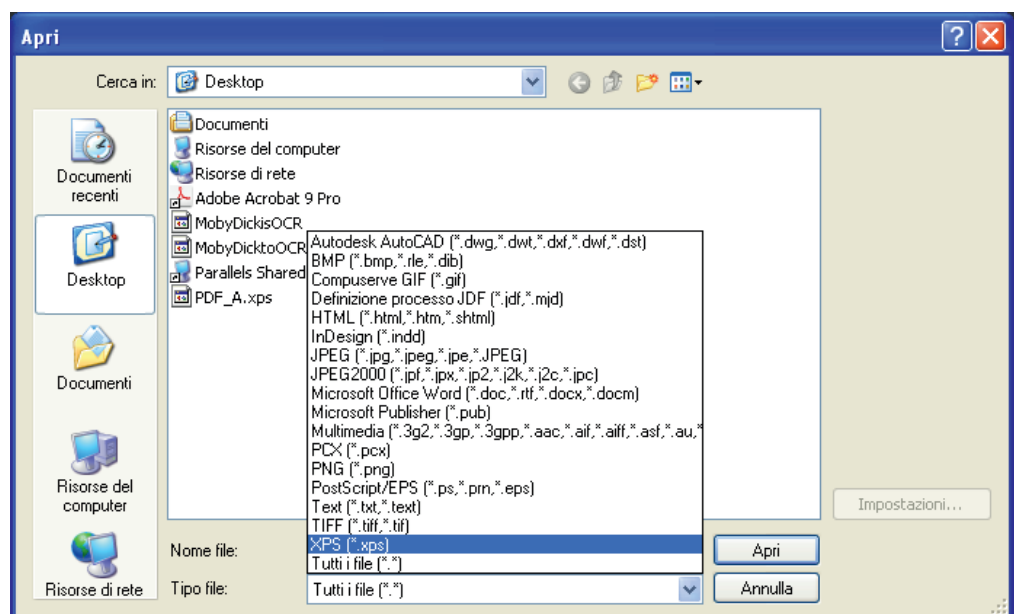 Apri
Cerca in: Desktop
Documenti recenti
Desktop
Documenti
Risorse del computer
Risorse di rete
Documenti
Risorse del computer
Risorse di rete
Adobe Acrobat 9 Pro
MobyDickisOCR
MobyDicktoOCR
Parallels Shared
PDF_A.xps
Autodesk AutoCAD (*.dwg,*.dwt,*.dxf,*.dwf,*.dst)
BMP (*.bmp,*.rle,*.dib)
Compuserve GIF (*.gif)
Definizione processo JDF (*.jdf,*.mjd)
HTML (*.html,*.htm,*.shtml)
InDesign (*.indd)
JPEG (*.jpg,*.jpeg,*.jpe,*.JPEG)
JPEG2000 (*.jpf,*.jpx,*.jp2,*.j2k,*.j2c,*.jpc)
Microsoft Office Word (*.doc,*.rtf,*.docx,*.docm)
Microsoft Publisher (*.pub)
Multimedia (*.3g2,*.3gp,*.3gpp,*.aac,*.aif,*.aiff,*.asf,*.au,*
PCX (*.pcx)
PNG (*.png)
PostScript/EPS (*.ps,*.prn,*.eps)
Text (*.txt,*.text)
TIFF (*.tiff,*.tif)
XPS (*.xps)
Tutti i file (*.*)
Impostazioni...
Nome file:
Apri
Tipo file: Tutti i file (*.*)
Annulla